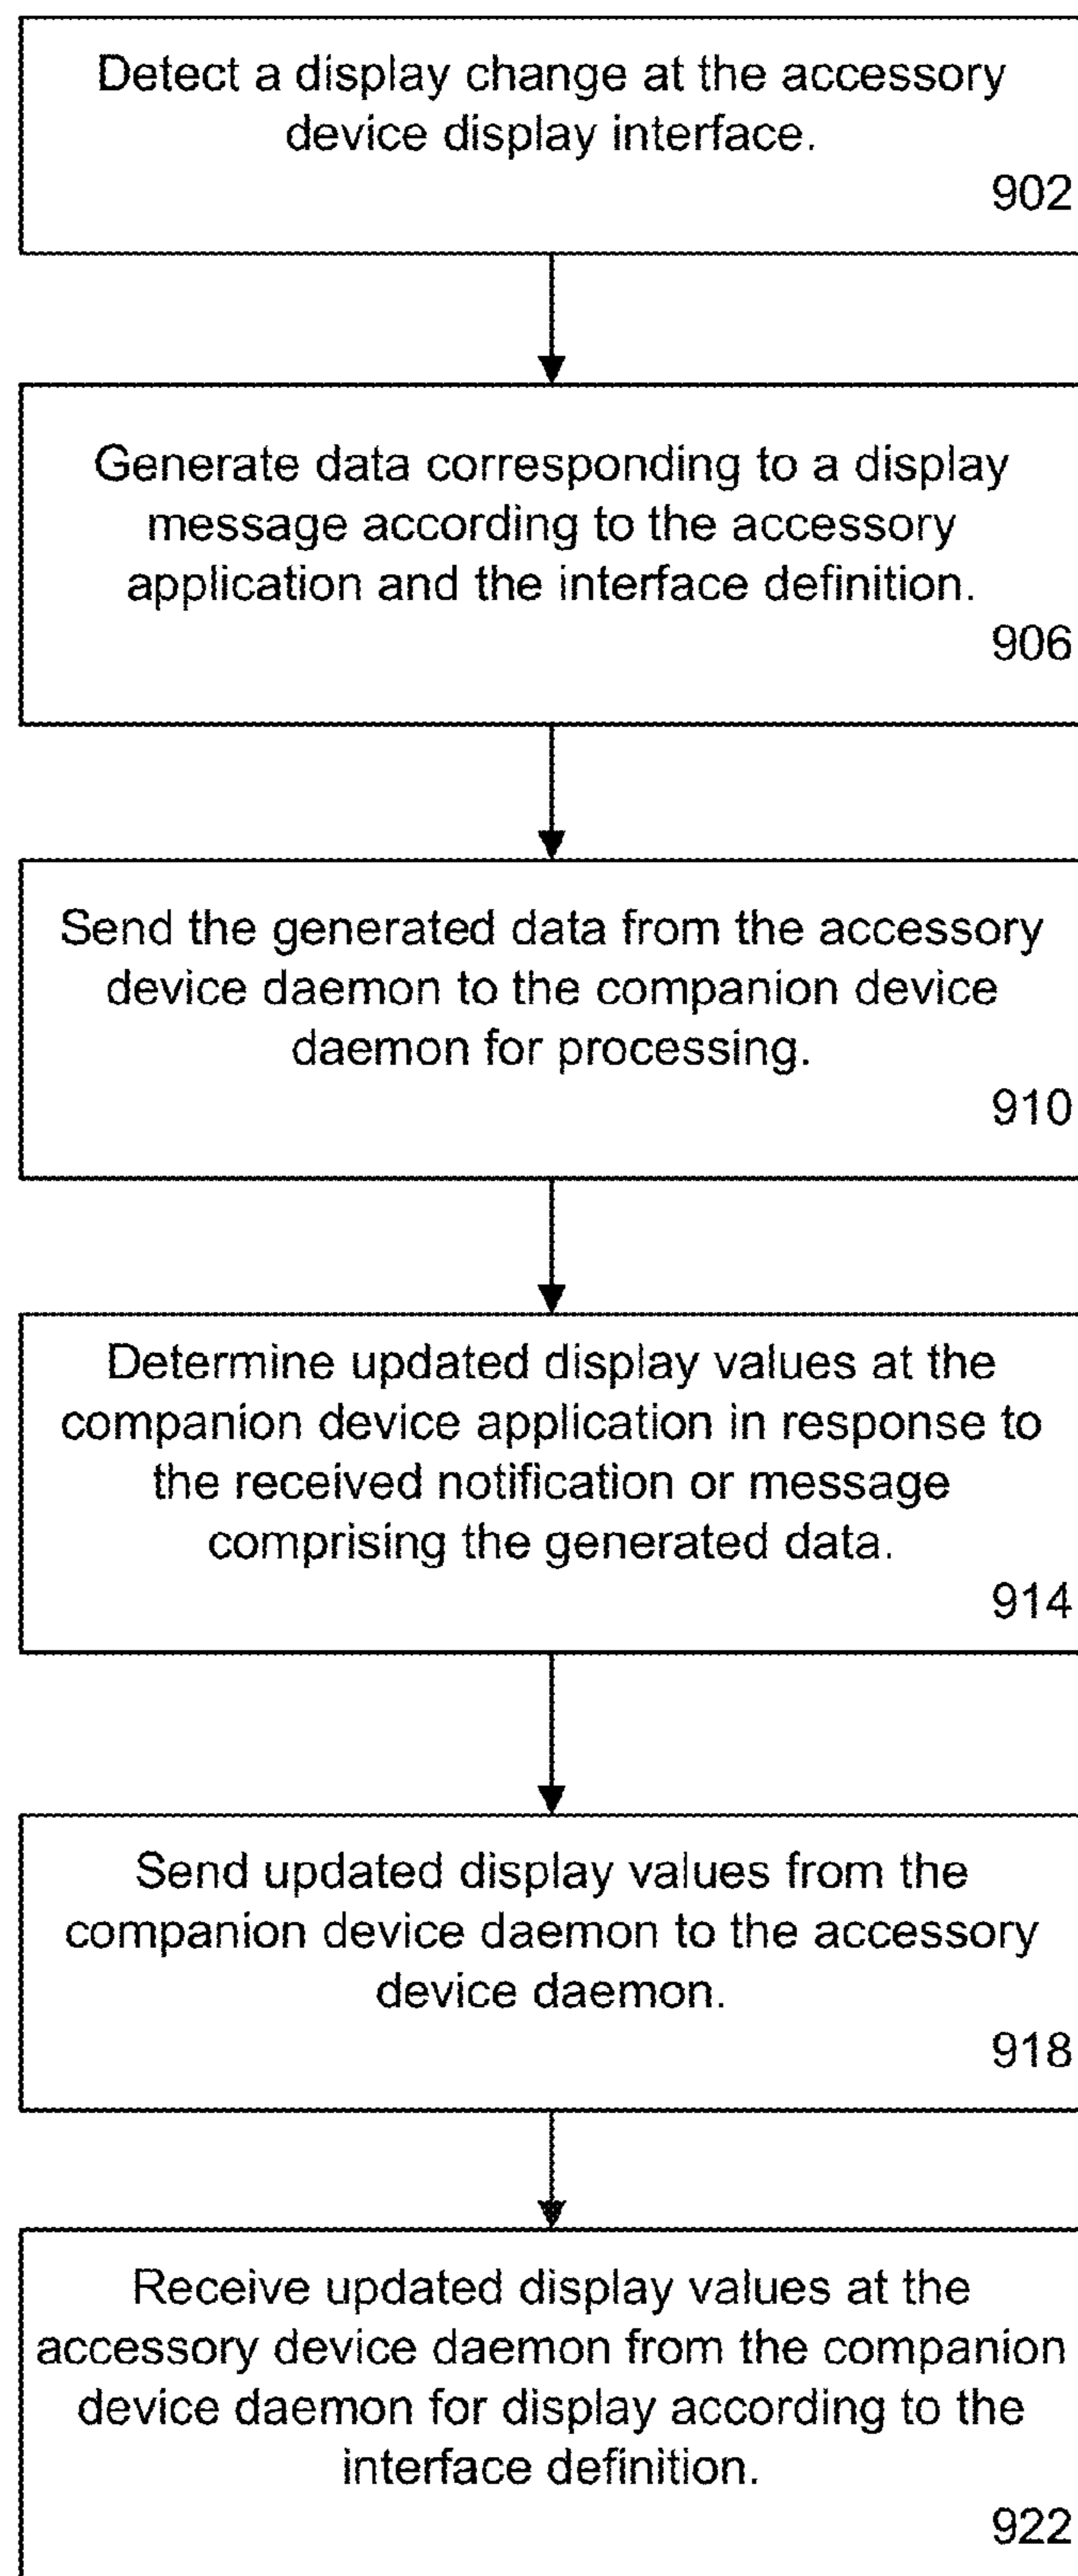 Detect a display change at the accessory
device display interface.
902
Generate data corresponding to a display
message according to the accessory
application and the interface definition.
906
Send the generated data from the accessory
device daemon to the companion device
daemon for processing.
910
Determine updated display values at the
companion device application in response to
the received notification or message
comprising the generated data.
914
Send updated display values from the
companion device daemon to the accessory
device daemon.
918
Receive updated display values at the
accessory device daemon from the companion
device daemon for display according to the
interface definition.
922